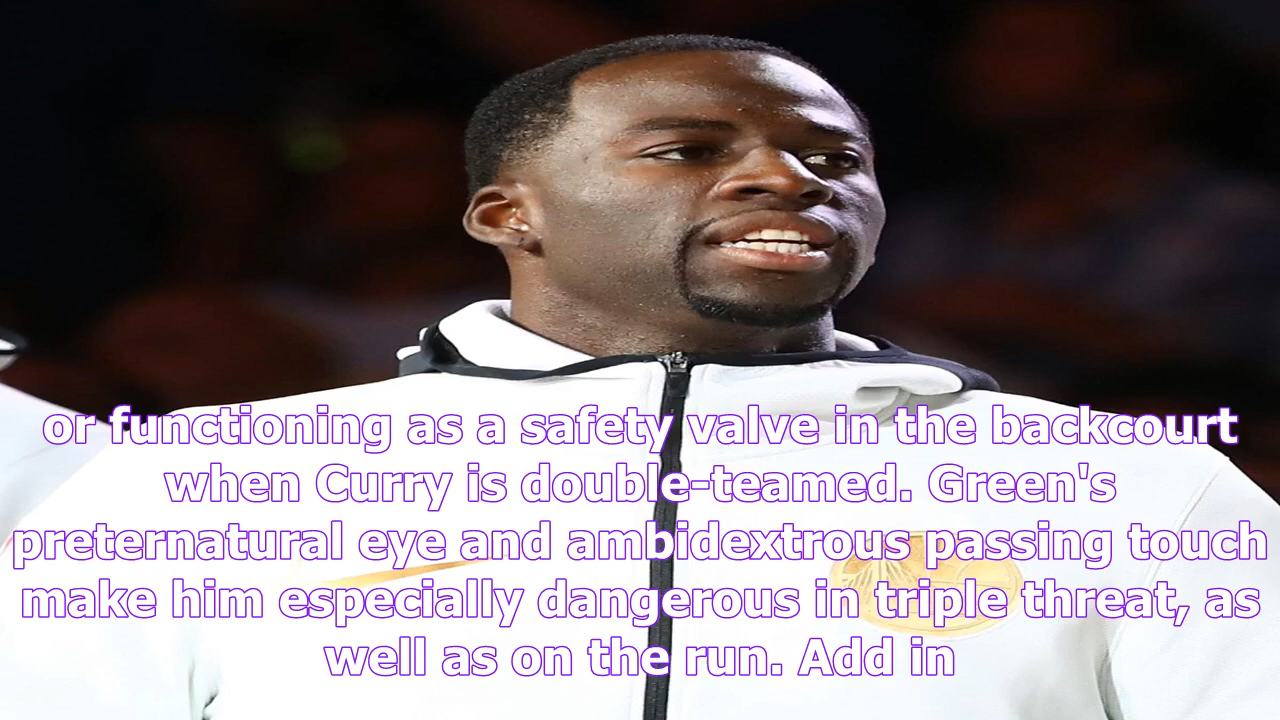 or functioning as a safety valve in the backcourt
when Curry is double-teamed. Green's
preternatural eye and ambidextrous passing touch
make him especially dangerous in triple threat, as
well as on the run. Add in